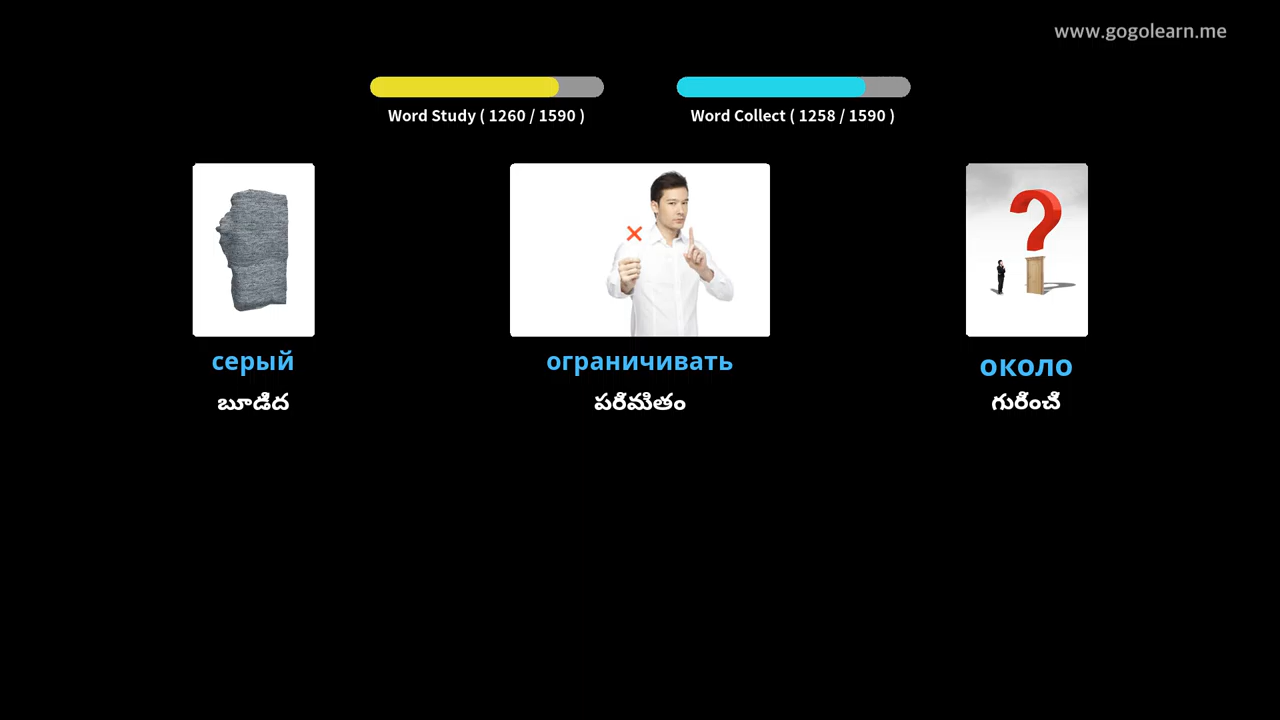 www.gogolearn.me
Word Study ( 1260 / 1590 )
Word Collect ( 1258 / 1590 )
серый
ограничивать
около
బూడిద
పరిమితం
గురించి